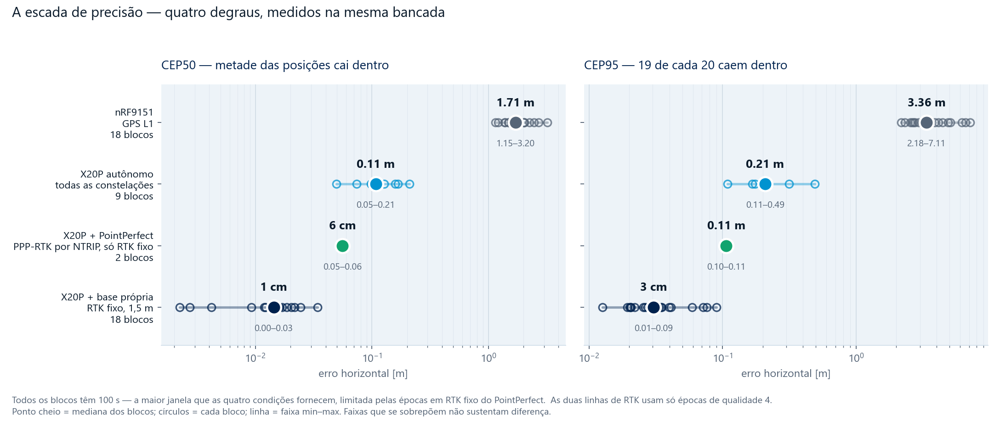 A escada de precisão — quatro degraus, medidos na mesma bancada
CEP50 — metade das posições cai dentro
CEP95 — 19 de cada 20 caem dentro
nRF9151
GPS L1
18 blocos
1.71 m
1.15–3.20
3.36 m
2.18–7.11
X20P autônomo
todas as constelações
9 blocos
0.11 m
0.05–0.21
0.21 m
0.11–0.49
X20P + PointPerfect
PPP-RTK por NTRIP, só RTK fixo
2 blocos
6 cm
0.05–0.06
0.11 m
0.10–0.11
X20P + base própria
RTK fixo, 1,5 m
18 blocos
1 cm
0.00–0.03
3 cm
0.01–0.09
10⁻² 10⁻¹ 10⁰
erro horizontal [m]
10⁻² 10⁻¹ 10⁰
erro horizontal [m]
Todos os blocos têm 100 s — a maior janela que as quatro condições fornecem, limitada pelas épocas em RTK fixo do PointPerfect. As duas linhas de RTK usam só épocas de qualidade 4.
Ponto cheio = mediana dos blocos; círculos = cada bloco; linha = faixa min–max. Faixas que se sobrepõem não sustentam diferença.